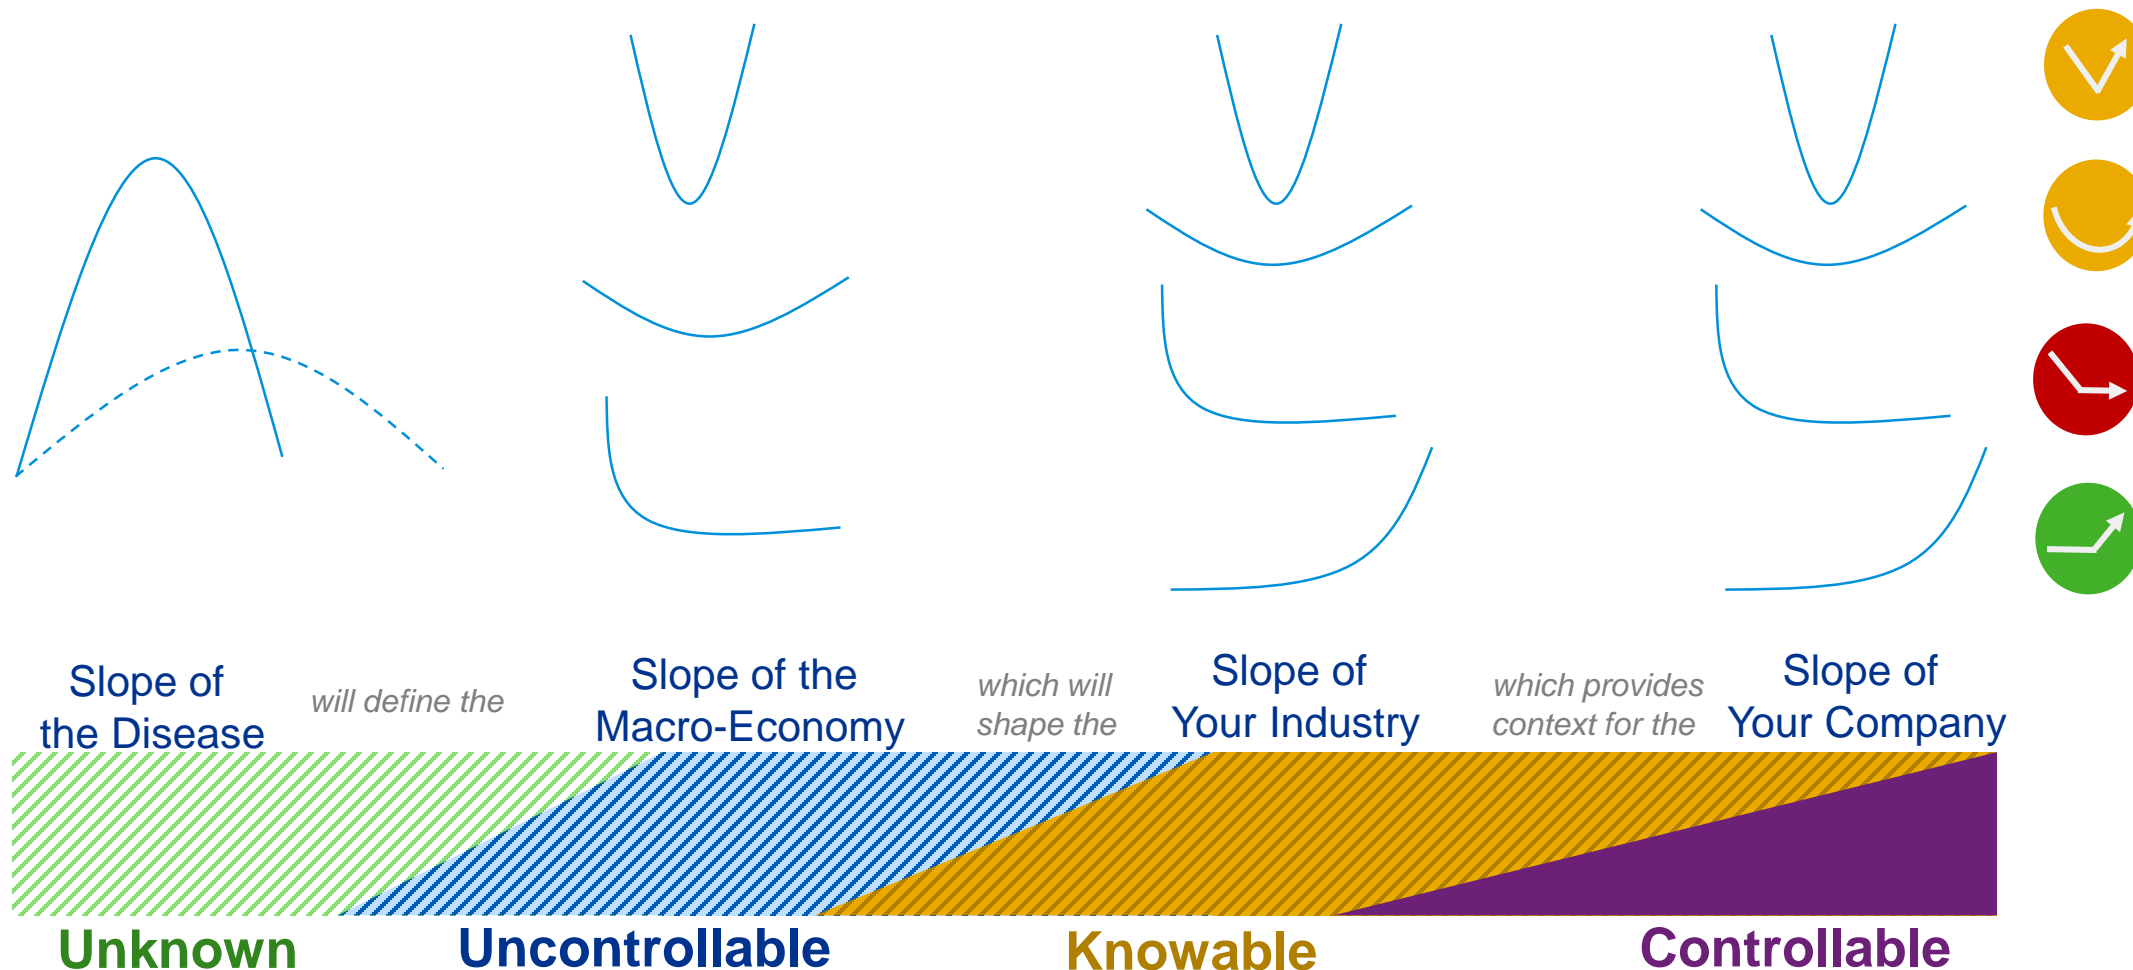 Slope of
the Disease
will define the
Slope of the
Macro-Economy
which will
shape the
Slope of
Your Industry
which provides
context for the
Slope of
Your Company
Unknown
Uncontrollable
Knowable
Controllable